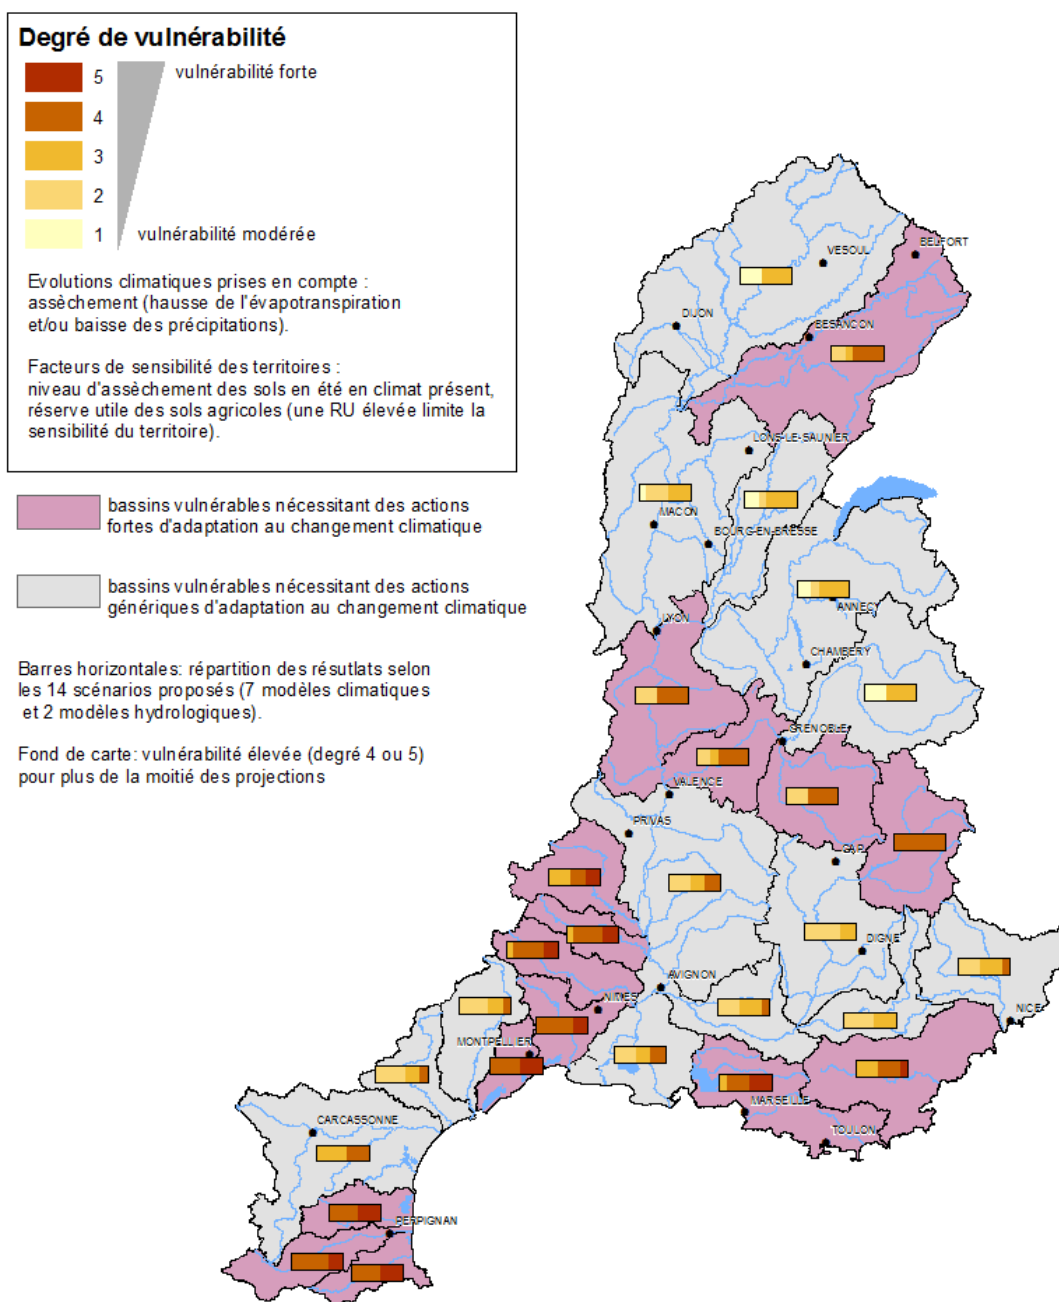 Degré de vulnérabilité
5
vulnérabilité forte
4
3
2
1
vulnérabilité modérée
Evolutions climatiques prises en compte :
assèchement (hausse de l'évapotranspiration
et/ou baisse des précipitations).
Facteurs de sensibilité des territoires :
niveau d'assèchement des sols en été en climat présent,
réserve utile des sols agricoles (une RU élevée limite la
sensibilité du territoire).
bassins vulnérables nécessitant des actions
fortes d'adaptation au changement climatique
bassins vulnérables nécessitant des actions
génériques d'adaptation au changement climatique
Barres horizontales: répartition des résutlats selon
les 14 scénarios proposés (7 modèles climatiques
et 2 modèles hydrologiques).
Fond de carte: vulnérabilité élevée (degré 4 ou 5)
pour plus de la moitié des projections
BELFORT
VESOUL
DIJON
BESANCON
LONS-LE-SAUNIER
MACON
BOURG-EN-BRESSE
ANNECY
LYON
CHAMBERY
GRENOBLE
VALENCE
PRIVAS
GAP
DIGNE
AVIGNON
NIMES
NICE
MONTPELLIER
MARSEILLE
CARCASSONNE
TOULON
PERPIGNAN